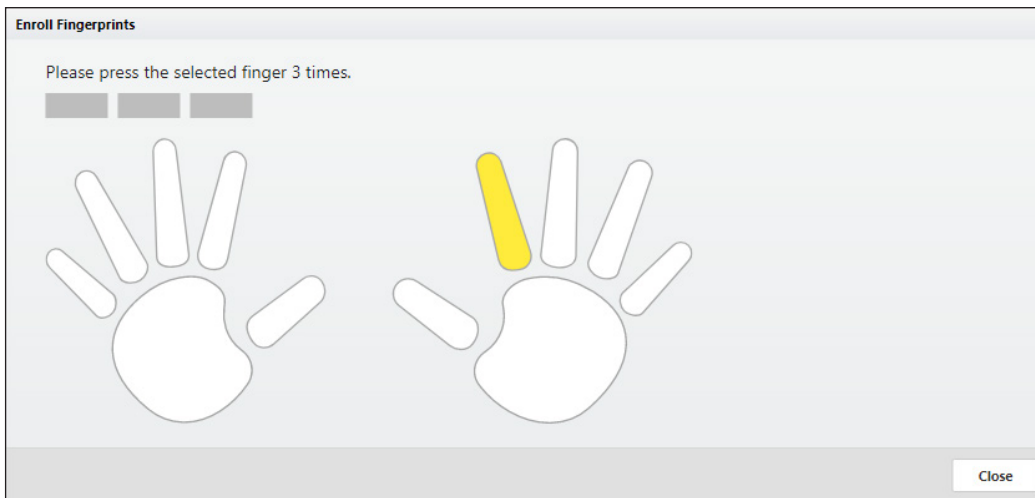 Enroll Fingerprints
Please press the selected finger 3 times.
Close